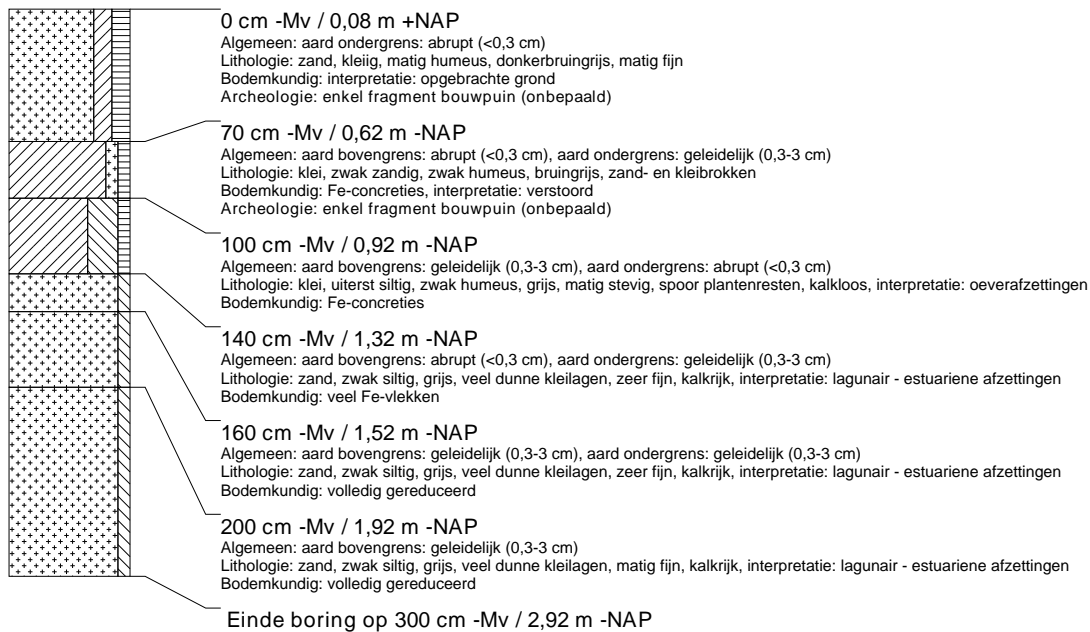 0 cm -Mv / 0,08 m +NAP
Algemeen: aard ondergrens: abrupt (<0,3 cm)
Lithologie: zand, kleiig, matig humeus, donkerbruingrijs, matig fijn
Bodemkundig: interpretatie: opgebrachte grond
Archeologie: enkel fragment bouwpuin (onbepaald)
70 cm -Mv / 0,62 m -NAP
Algemeen: aard bovengrens: abrupt (<0,3 cm), aard ondergrens: geleidelijk (0,3-3 cm)
Lithologie: klei, zwak zandig, zwak humeus, bruingrijs, zand- en kleibrokken
Bodemkundig: Fe-concreties, interpretatie: verstoord
Archeologie: enkel fragment bouwpuin (onbepaald)
100 cm -Mv / 0,92 m -NAP
Algemeen: aard bovengrens: geleidelijk (0,3-3 cm), aard ondergrens: abrupt (<0,3 cm)
Lithologie: klei, uiterst siltig, zwak humeus, grijs, matig stevig, spoor plantenresten, kalkloos, interpretatie: oeverafzettingen
Bodemkundig: Fe-concreties
140 cm -Mv / 1,32 m -NAP
Algemeen: aard bovengrens: abrupt (<0,3 cm), aard ondergrens: geleidelijk (0,3-3 cm)
Lithologie: zand, zwak siltig, grijs, veel dunne kleilagen, zeer fijn, kalkrijk, interpretatie: lagunair - estuariene afzettingen
Bodemkundig: veel Fe-vlekken
160 cm -Mv / 1,52 m -NAP
Algemeen: aard bovengrens: geleidelijk (0,3-3 cm), aard ondergrens: geleidelijk (0,3-3 cm)
Lithologie: zand, zwak siltig, grijs, veel dunne kleilagen, zeer fijn, kalkrijk, interpretatie: lagunair - estuariene afzettingen
Bodemkundig: volledig gereduceerd
200 cm -Mv / 1,92 m -NAP
Algemeen: aard bovengrens: geleidelijk (0,3-3 cm)
Lithologie: zand, zwak siltig, grijs, veel dunne kleilagen, matig fijn, kalkrijk, interpretatie: lagunair - estuariene afzettingen
Bodemkundig: volledig gereduceerd
Einde boring op 300 cm -Mv / 2,92 m -NAP